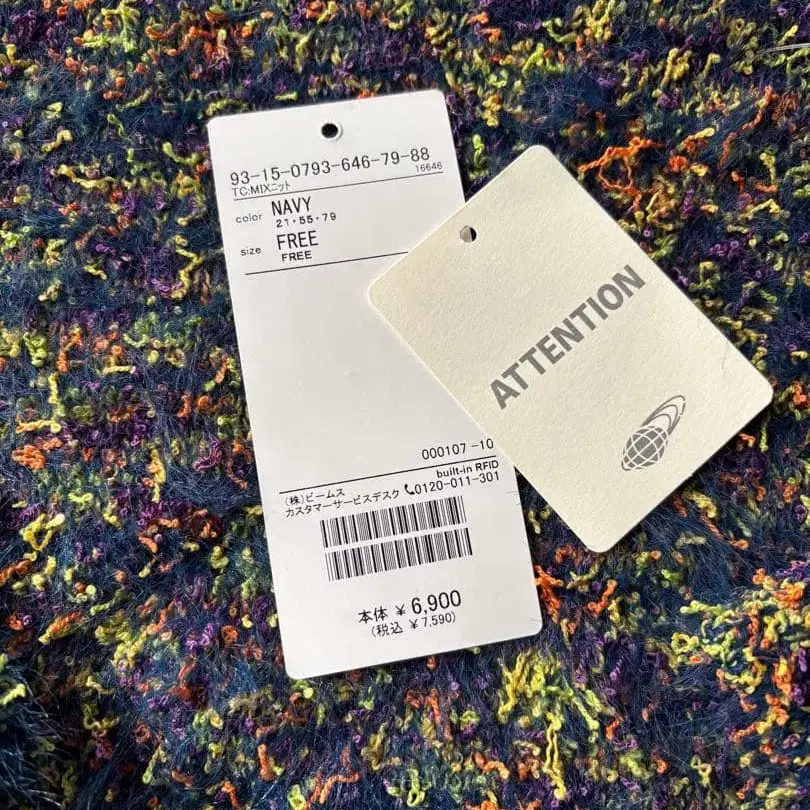 93-15-0793-646-79-88
TC:MIXニット 16646
color NAVY
21・55・79
size FREE
FREE
000107 -10
built-in RFID
(株)ビームス
カスタマーサービスデスク 0120-011-301
本体 ¥ 6,900
(税込 ¥ 7,590)
ATTENTION